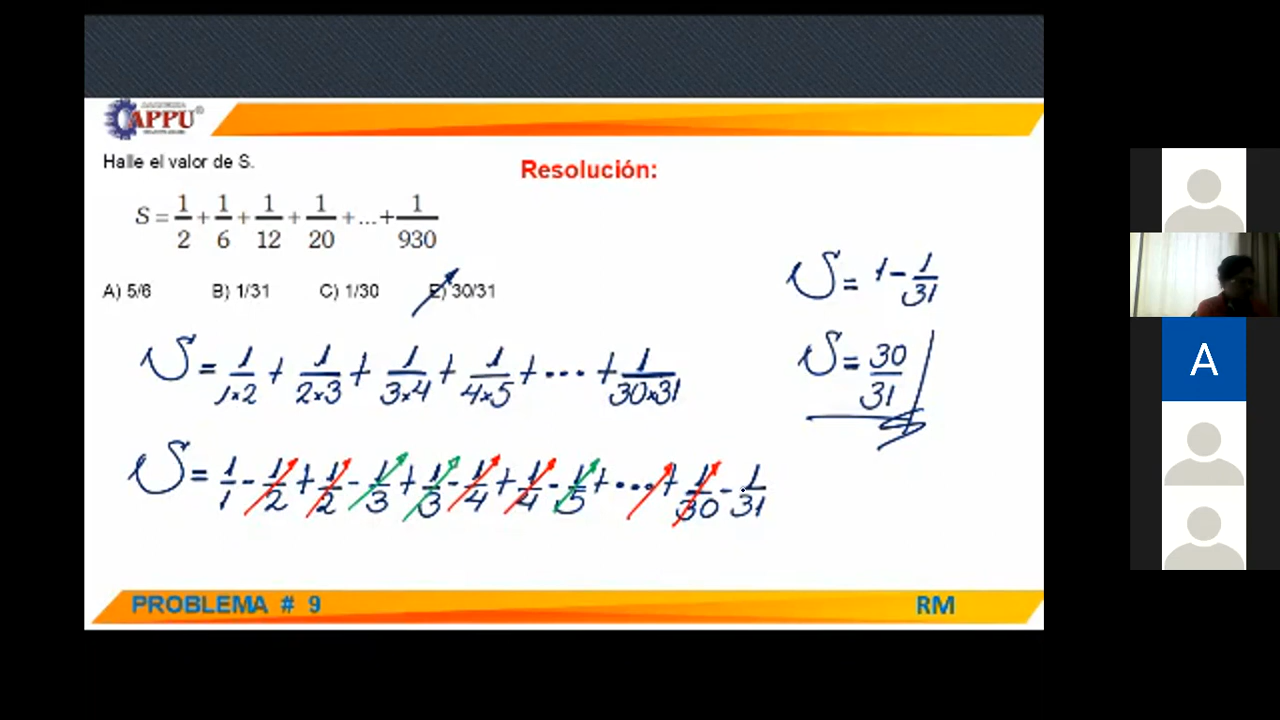 APPU®
Halle el valor de S.
Resolución:
S = 1/2 + 1/6 + 1/12 + 1/20 + ... + 1/930
A) 5/6 B) 1/31 C) 1/30 E) 30/31
S = 1 - 1/31
S = 30/31
S = 1/1×2 + 1/2×3 + 1/3×4 + 1/4×5 + ... + 1/30×31
S = 1/1 - 1/2 + 1/2 - 1/3 + 1/3 - 1/4 + 1/4 - 1/5 + ... + 1/30 - 1/31
A
PROBLEMA # 9
RM